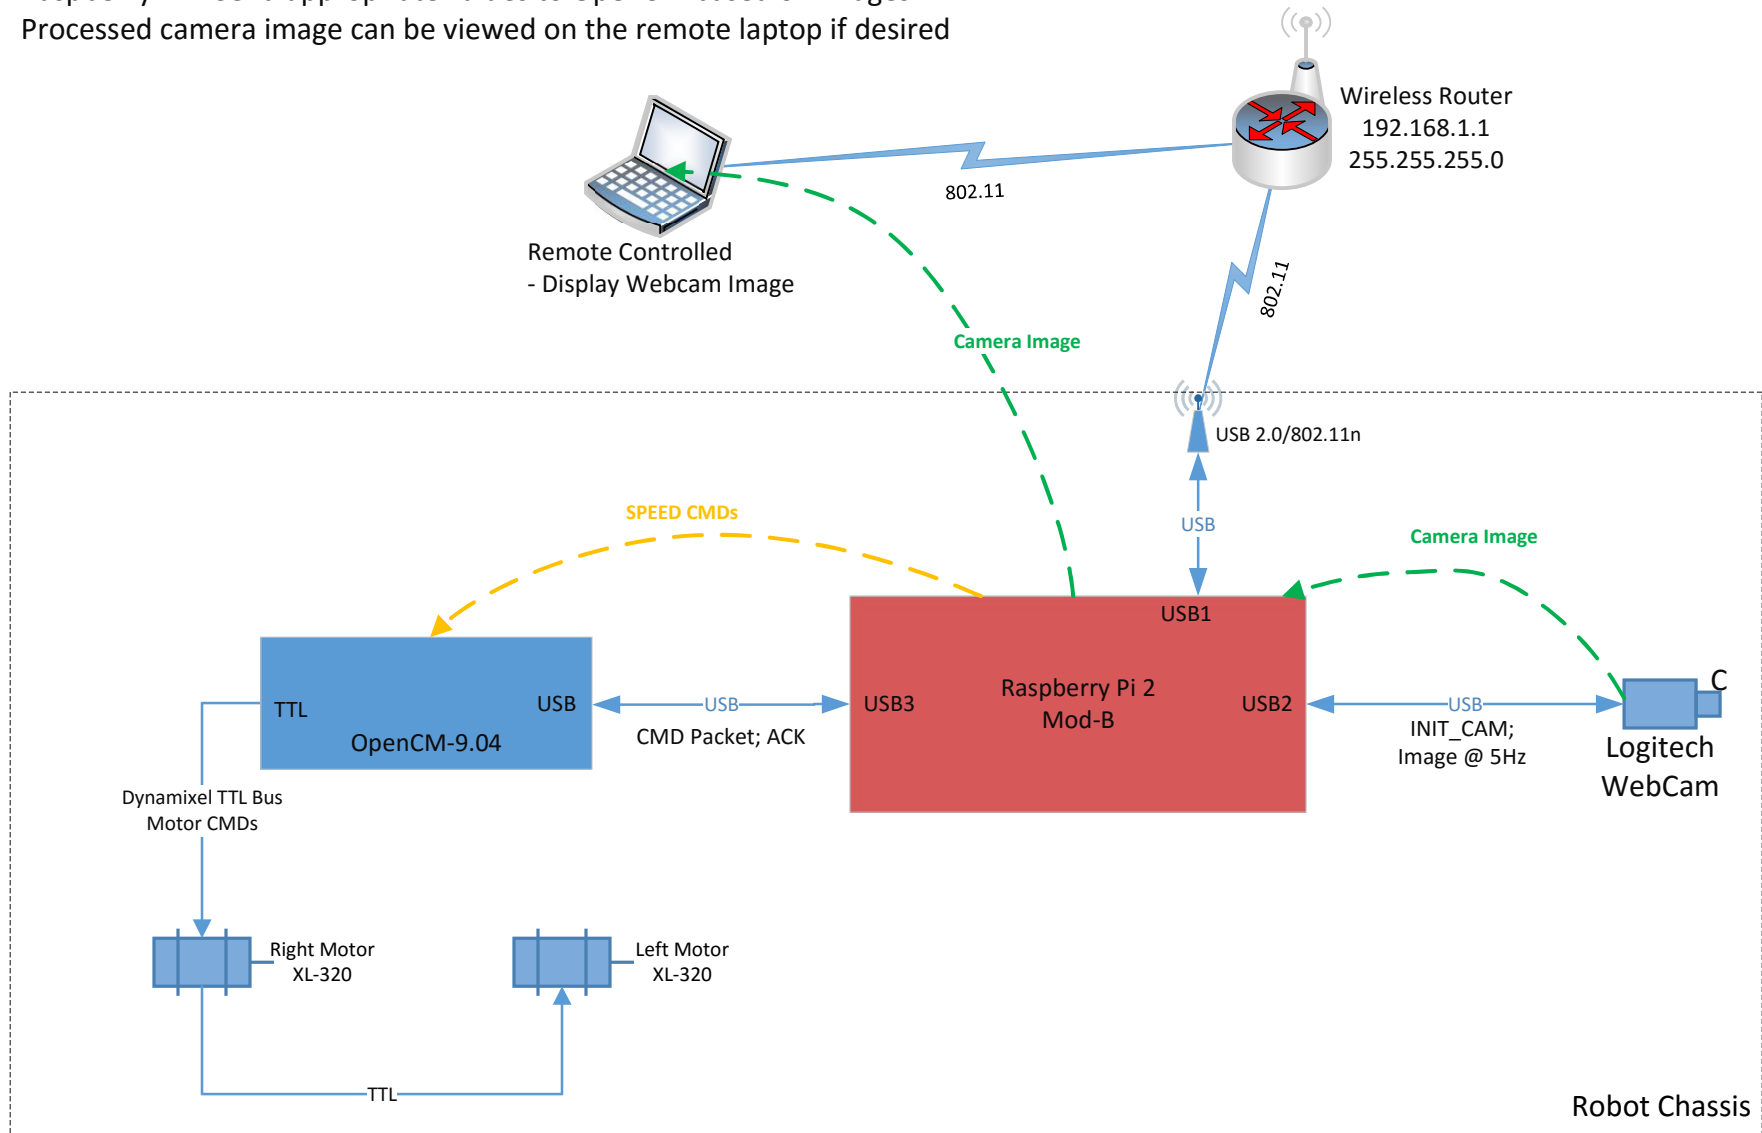 Processed camera image can be viewed on the remote laptop if desired
Wireless Router
192.168.1.1
255.255.255.0
802.11
Remote Controlled
- Display Webcam Image
802.11
Camera Image
USB 2.0/802.11n
SPEED CMDs
USB
Camera Image
USB1
TTL
USB
OpenCM-9.04
USB
CMD Packet; ACK
USB3
Raspberry Pi 2
Mod-B
USB2
USB
INIT_CAM;
Image @ 5Hz
C
Logitech
WebCam
Dynamixel TTL Bus
Motor CMDs
Right Motor
XL-320
Left Motor
XL-320
TTL
Robot Chassis